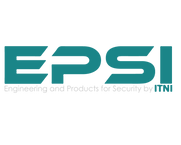 EPSI
Engineering and Products for Security by ITNI